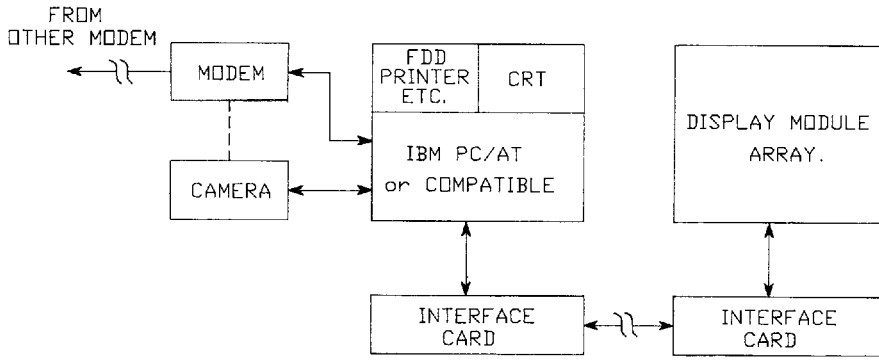 FROM
OTHER MODEM
MODEM
FDD
PRINTER
ETC.
CRT
IBM PC/AT
or COMPATIBLE
CAMERA
DISPLAY MODULE
ARRAY.
INTERFACE
CARD
INTERFACE
CARD